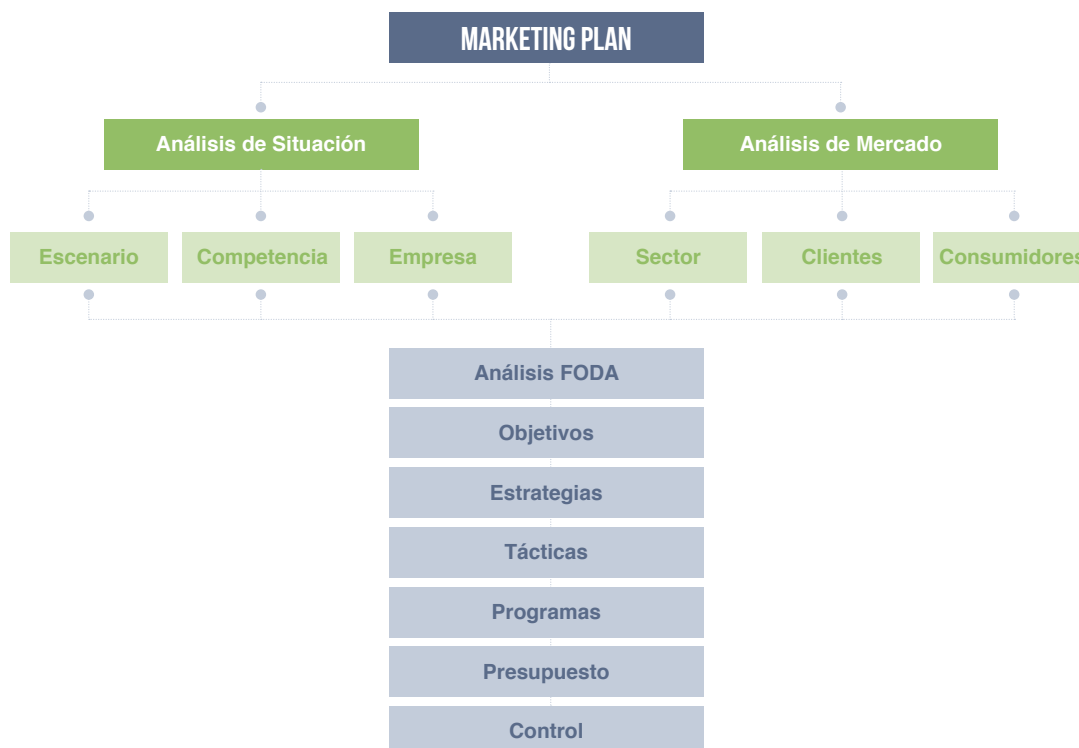 MARKETING PLAN
Análisis de Situación
Análisis de Mercado
Escenario
Competencia
Empresa
Sector
Clientes
Consumidores
Análisis FODA
Objetivos
Estrategias
Tácticas
Programas
Presupuesto
Control